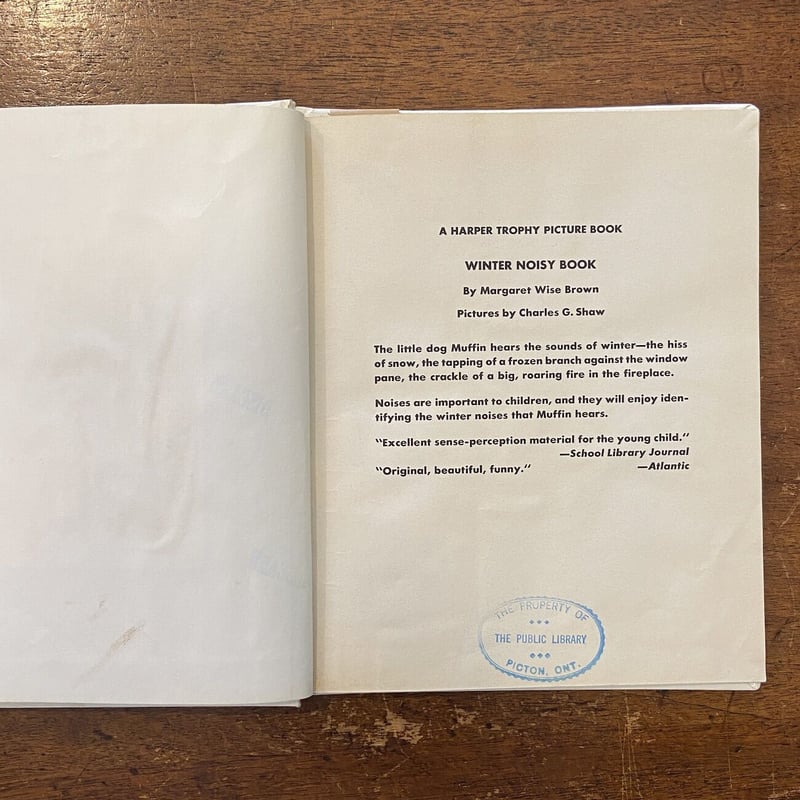 A HARPER TROPHY PICTURE BOOK
WINTER NOISY BOOK
By Margaret Wise Brown
Pictures by Charles G. Shaw
The little dog Muffin hears the sounds of winter—the hiss
of snow, the tapping of a frozen branch against the window
pane, the crackle of a big, roaring fire in the fireplace.
Noises are important to children, and they will enjoy iden-
tifying the winter noises that Muffin hears.
"Excellent sense-perception material for the young child."
—School Library Journal
"Original, beautiful, funny." —Atlantic
THE PROPERTY OF
THE PUBLIC LIBRARY
PICTON, ONT.